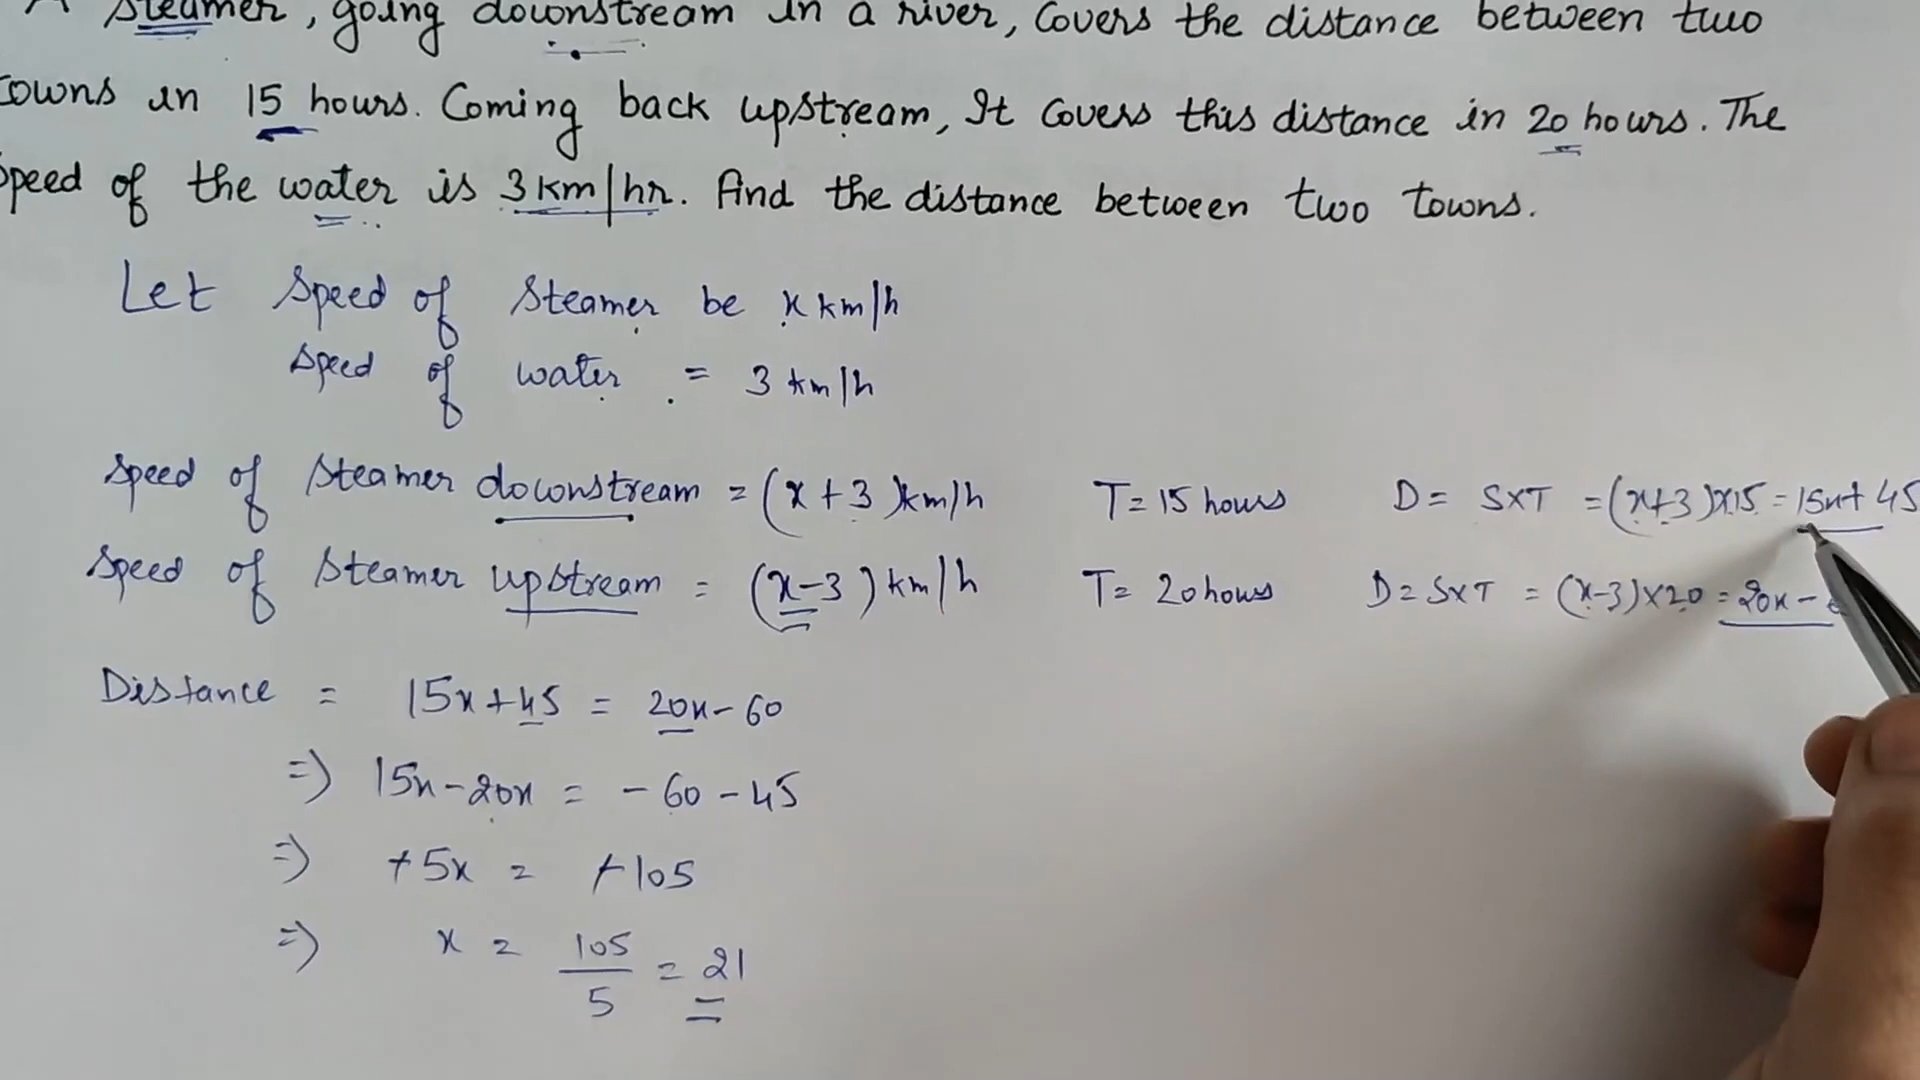 A steamer, going downstream in a river, Covers the distance between two
towns in 15 hours. Coming back upstream, It Covers this distance in 20 hours. The
Speed of the water is 3 km/hr. Find the distance between two towns.
Let Speed of Steamer be x km/h
Speed of water = 3 km/h
Speed of Steamer downstream = (x + 3) km/h T= 15 hours D = S×T = (x+3)×15 = 15x+ 45
Speed of Steamer upstream = (x-3) km/h T= 20 hours D = S×T = (x-3)×20 = 20x -
Distance = 15x+45 = 20x-60
=) 15x-20x = - 60 - 45
=) +5x = +105
=) x = 105/5 = 21